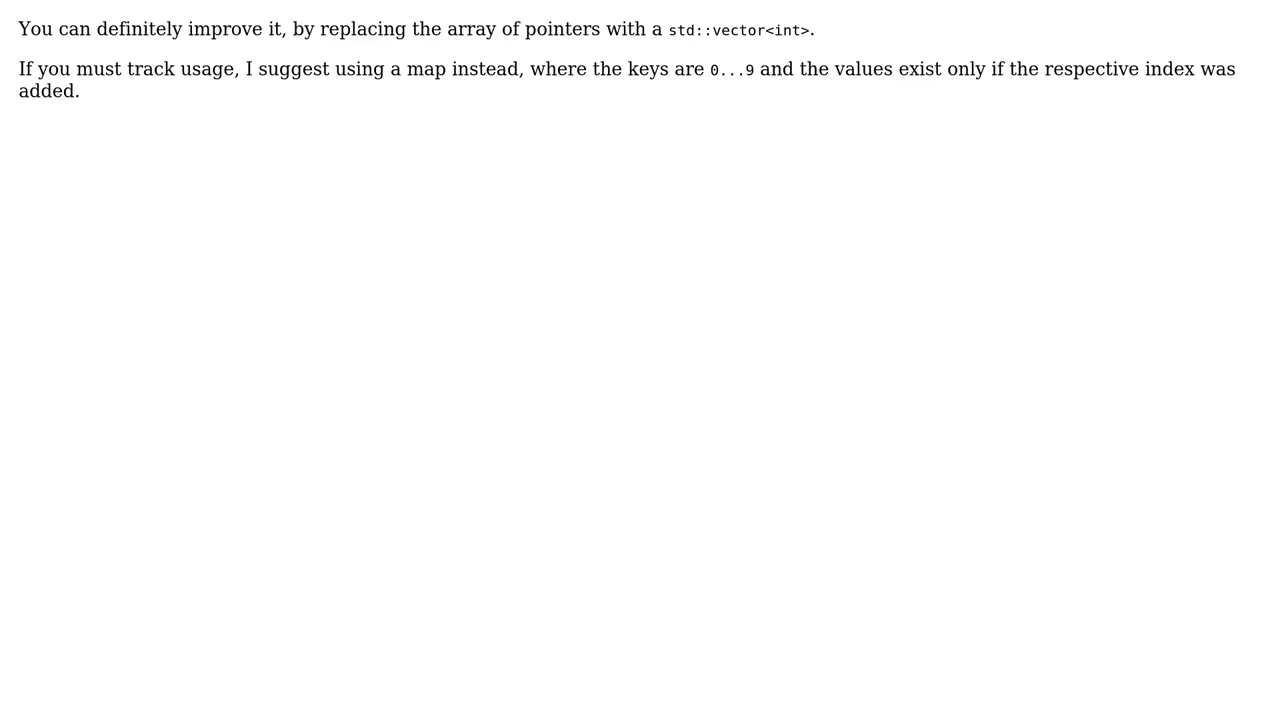 You can definitely improve it, by replacing the array of pointers with a std::vector<int>.
If you must track usage, I suggest using a map instead, where the keys are 0...9 and the values exist only if the respective index was
added.